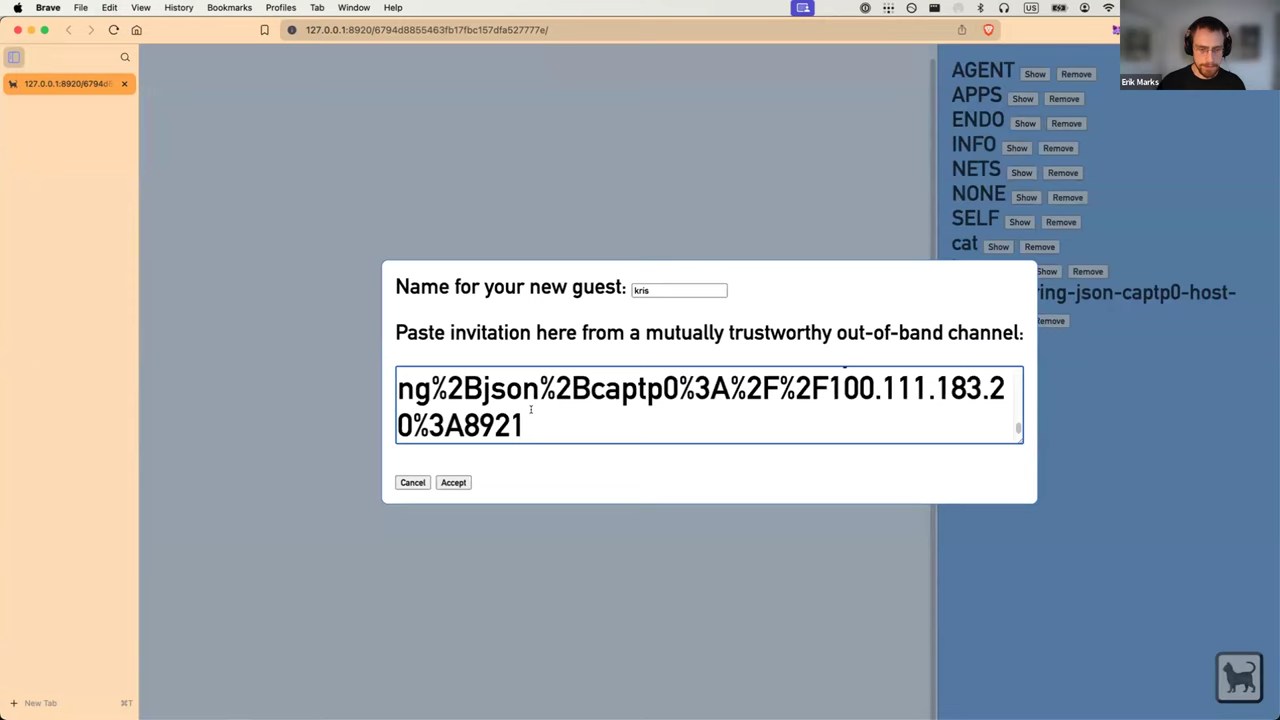 Brave File Edit View History Bookmarks Profiles Tab Window Help
US
127.0.0.1:8920/6794d8855463fb17fbc157dfa527777e/
127.0.0.1:8920/6794d8
Erik Marks
AGENT Show Remove
APPS Show Remove
ENDO Show Remove
INFO Show Remove
NETS Show Remove
NONE Show Remove
SELF Show Remove
cat Show Remove
Show Remove
ring-json-captp0-host-
Remove
Name for your new guest: kris
Paste invitation here from a mutually trustworthy out-of-band channel:
ng%2Bjson%2Bcaptp0%3A%2F%2F100.111.183.2
0%3A8921
Cancel Accept
New Tab ⌘T